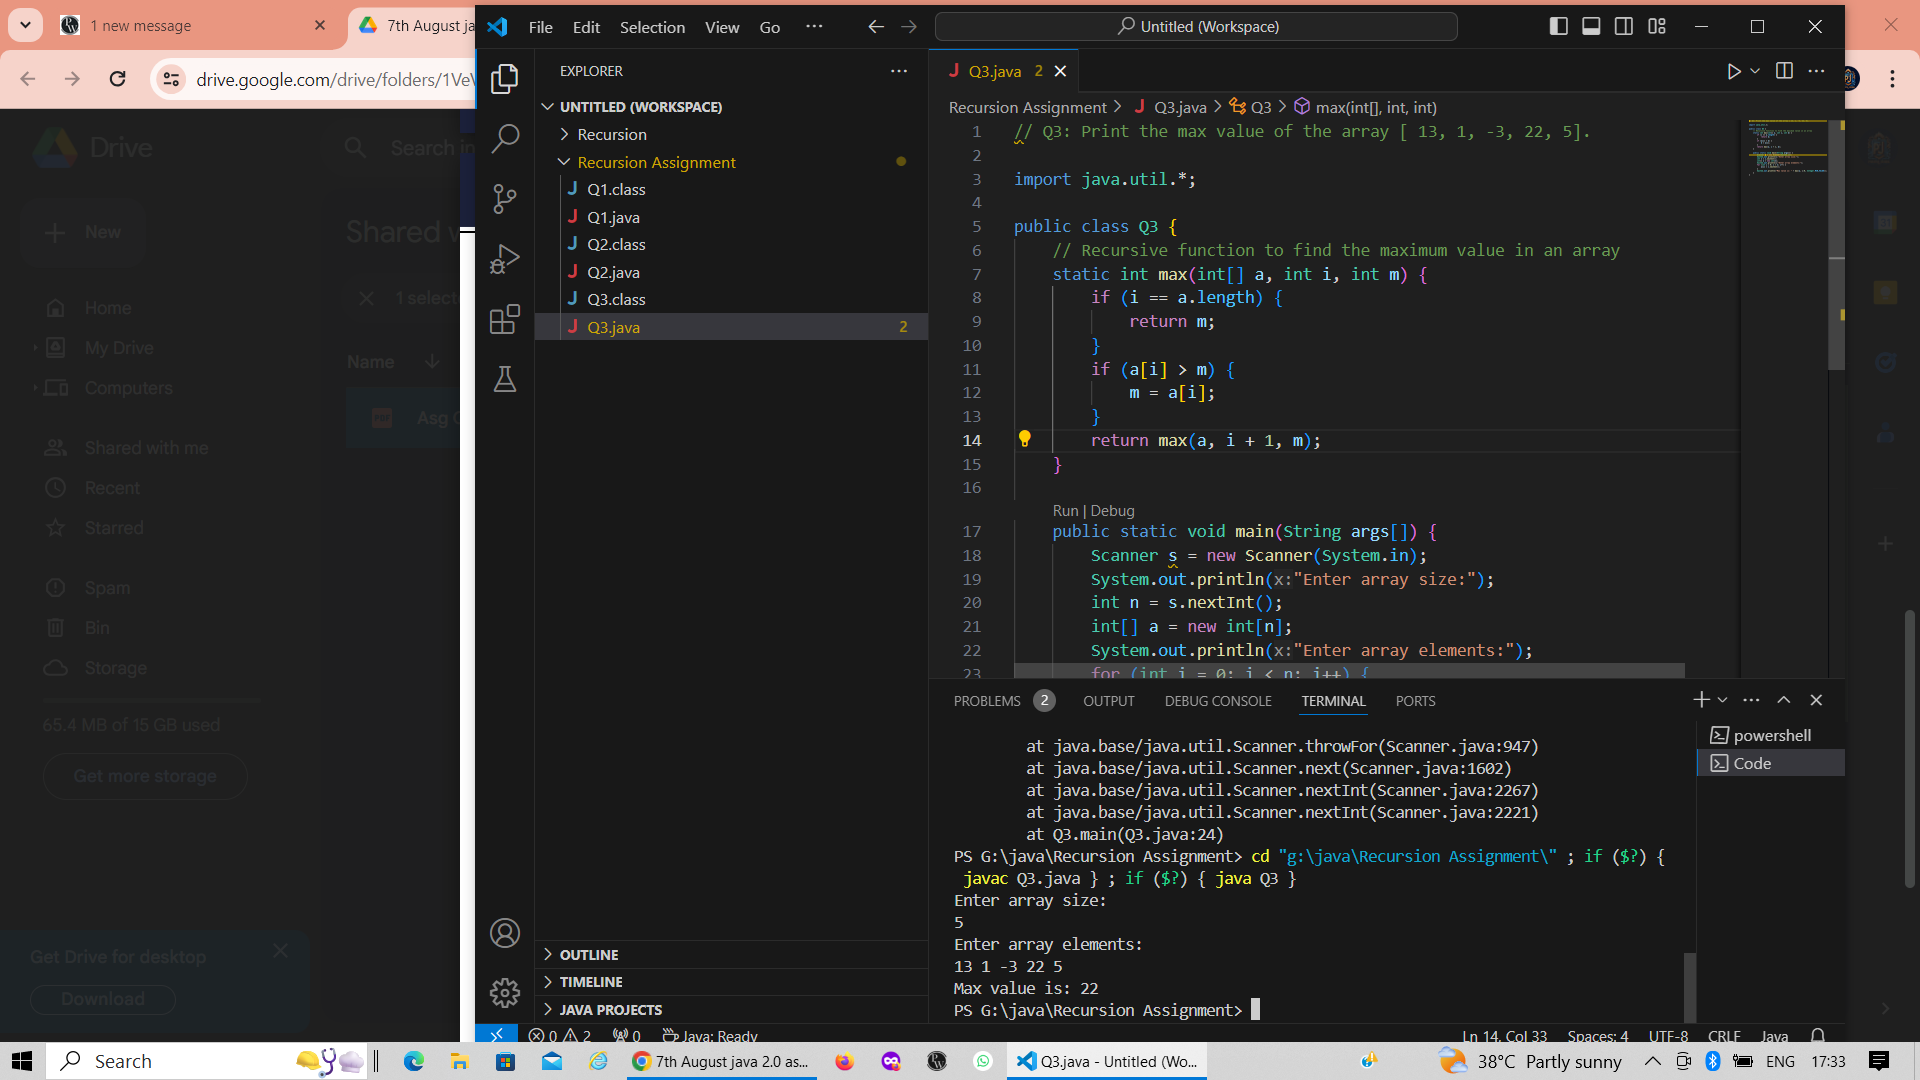 1 new message
7th August ja
drive.google.com/drive/folders/1VeV
Drive
Search in
New
Shared w
1 select
Home
My Drive
Computers
Name
Asg
Shared with me
Recent
Starred
Spam
Bin
Storage
65.4 MB of 15 GB used
Get more storage
Get Drive for desktop
Download
File Edit Selection View Go ···
Untitled (Workspace)
EXPLORER
UNTITLED (WORKSPACE)
Recursion
Recursion Assignment
J Q1.class
J Q1.java
J Q2.class
J Q2.java
J Q3.class
J Q3.java 2
OUTLINE
TIMELINE
JAVA PROJECTS
J Q3.java 2
Recursion Assignment > J Q3.java > Q3 > max(int[], int, int)
1 // Q3: Print the max value of the array [ 13, 1, -3, 22, 5].
2
3 import java.util.*;
4
5 public class Q3 {
6 // Recursive function to find the maximum value in an array
7 static int max(int[] a, int i, int m) {
8 if (i == a.length) {
9 return m;
10 }
11 if (a[i] > m) {
12 m = a[i];
13 }
14 return max(a, i + 1, m);
15 }
16
Run | Debug
17 public static void main(String args[]) {
18 Scanner s = new Scanner(System.in);
19 System.out.println(x:"Enter array size:");
20 int n = s.nextInt();
21 int[] a = new int[n];
22 System.out.println(x:"Enter array elements:");
23 for (int i = 0; i < n; i++) {
PROBLEMS 2 OUTPUT DEBUG CONSOLE TERMINAL PORTS
at java.base/java.util.Scanner.throwFor(Scanner.java:947)
at java.base/java.util.Scanner.next(Scanner.java:1602)
at java.base/java.util.Scanner.nextInt(Scanner.java:2267)
at java.base/java.util.Scanner.nextInt(Scanner.java:2221)
at Q3.main(Q3.java:24)
PS G:\java\Recursion Assignment> cd "g:\java\Recursion Assignment\" ; if ($?) {
javac Q3.java } ; if ($?) { java Q3 }
Enter array size:
5
Enter array elements:
13 1 -3 22 5
Max value is: 22
PS G:\java\Recursion Assignment>
powershell
Code
0 2 0 Java: Ready Ln 14, Col 33 Spaces: 4 UTF-8 CRLF Java
Search
7th August java 2.0 as...
Q3.java - Untitled (Wo...
38°C Partly sunny
ENG 17:33